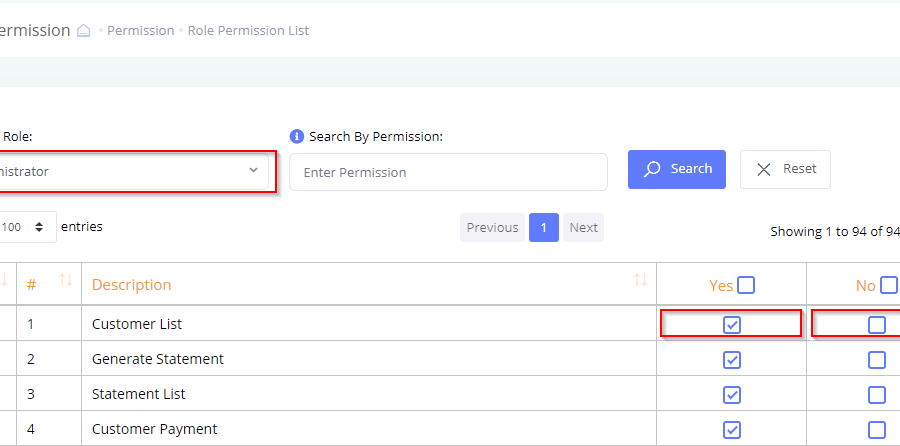 ermission • Permission • Role Permission List
Role: Search By Permission:
nistrator Enter Permission Search Reset
100 entries Previous 1 Next Showing 1 to 94 of 94
# Description Yes No
1 Customer List
2 Generate Statement
3 Statement List
4 Customer Payment